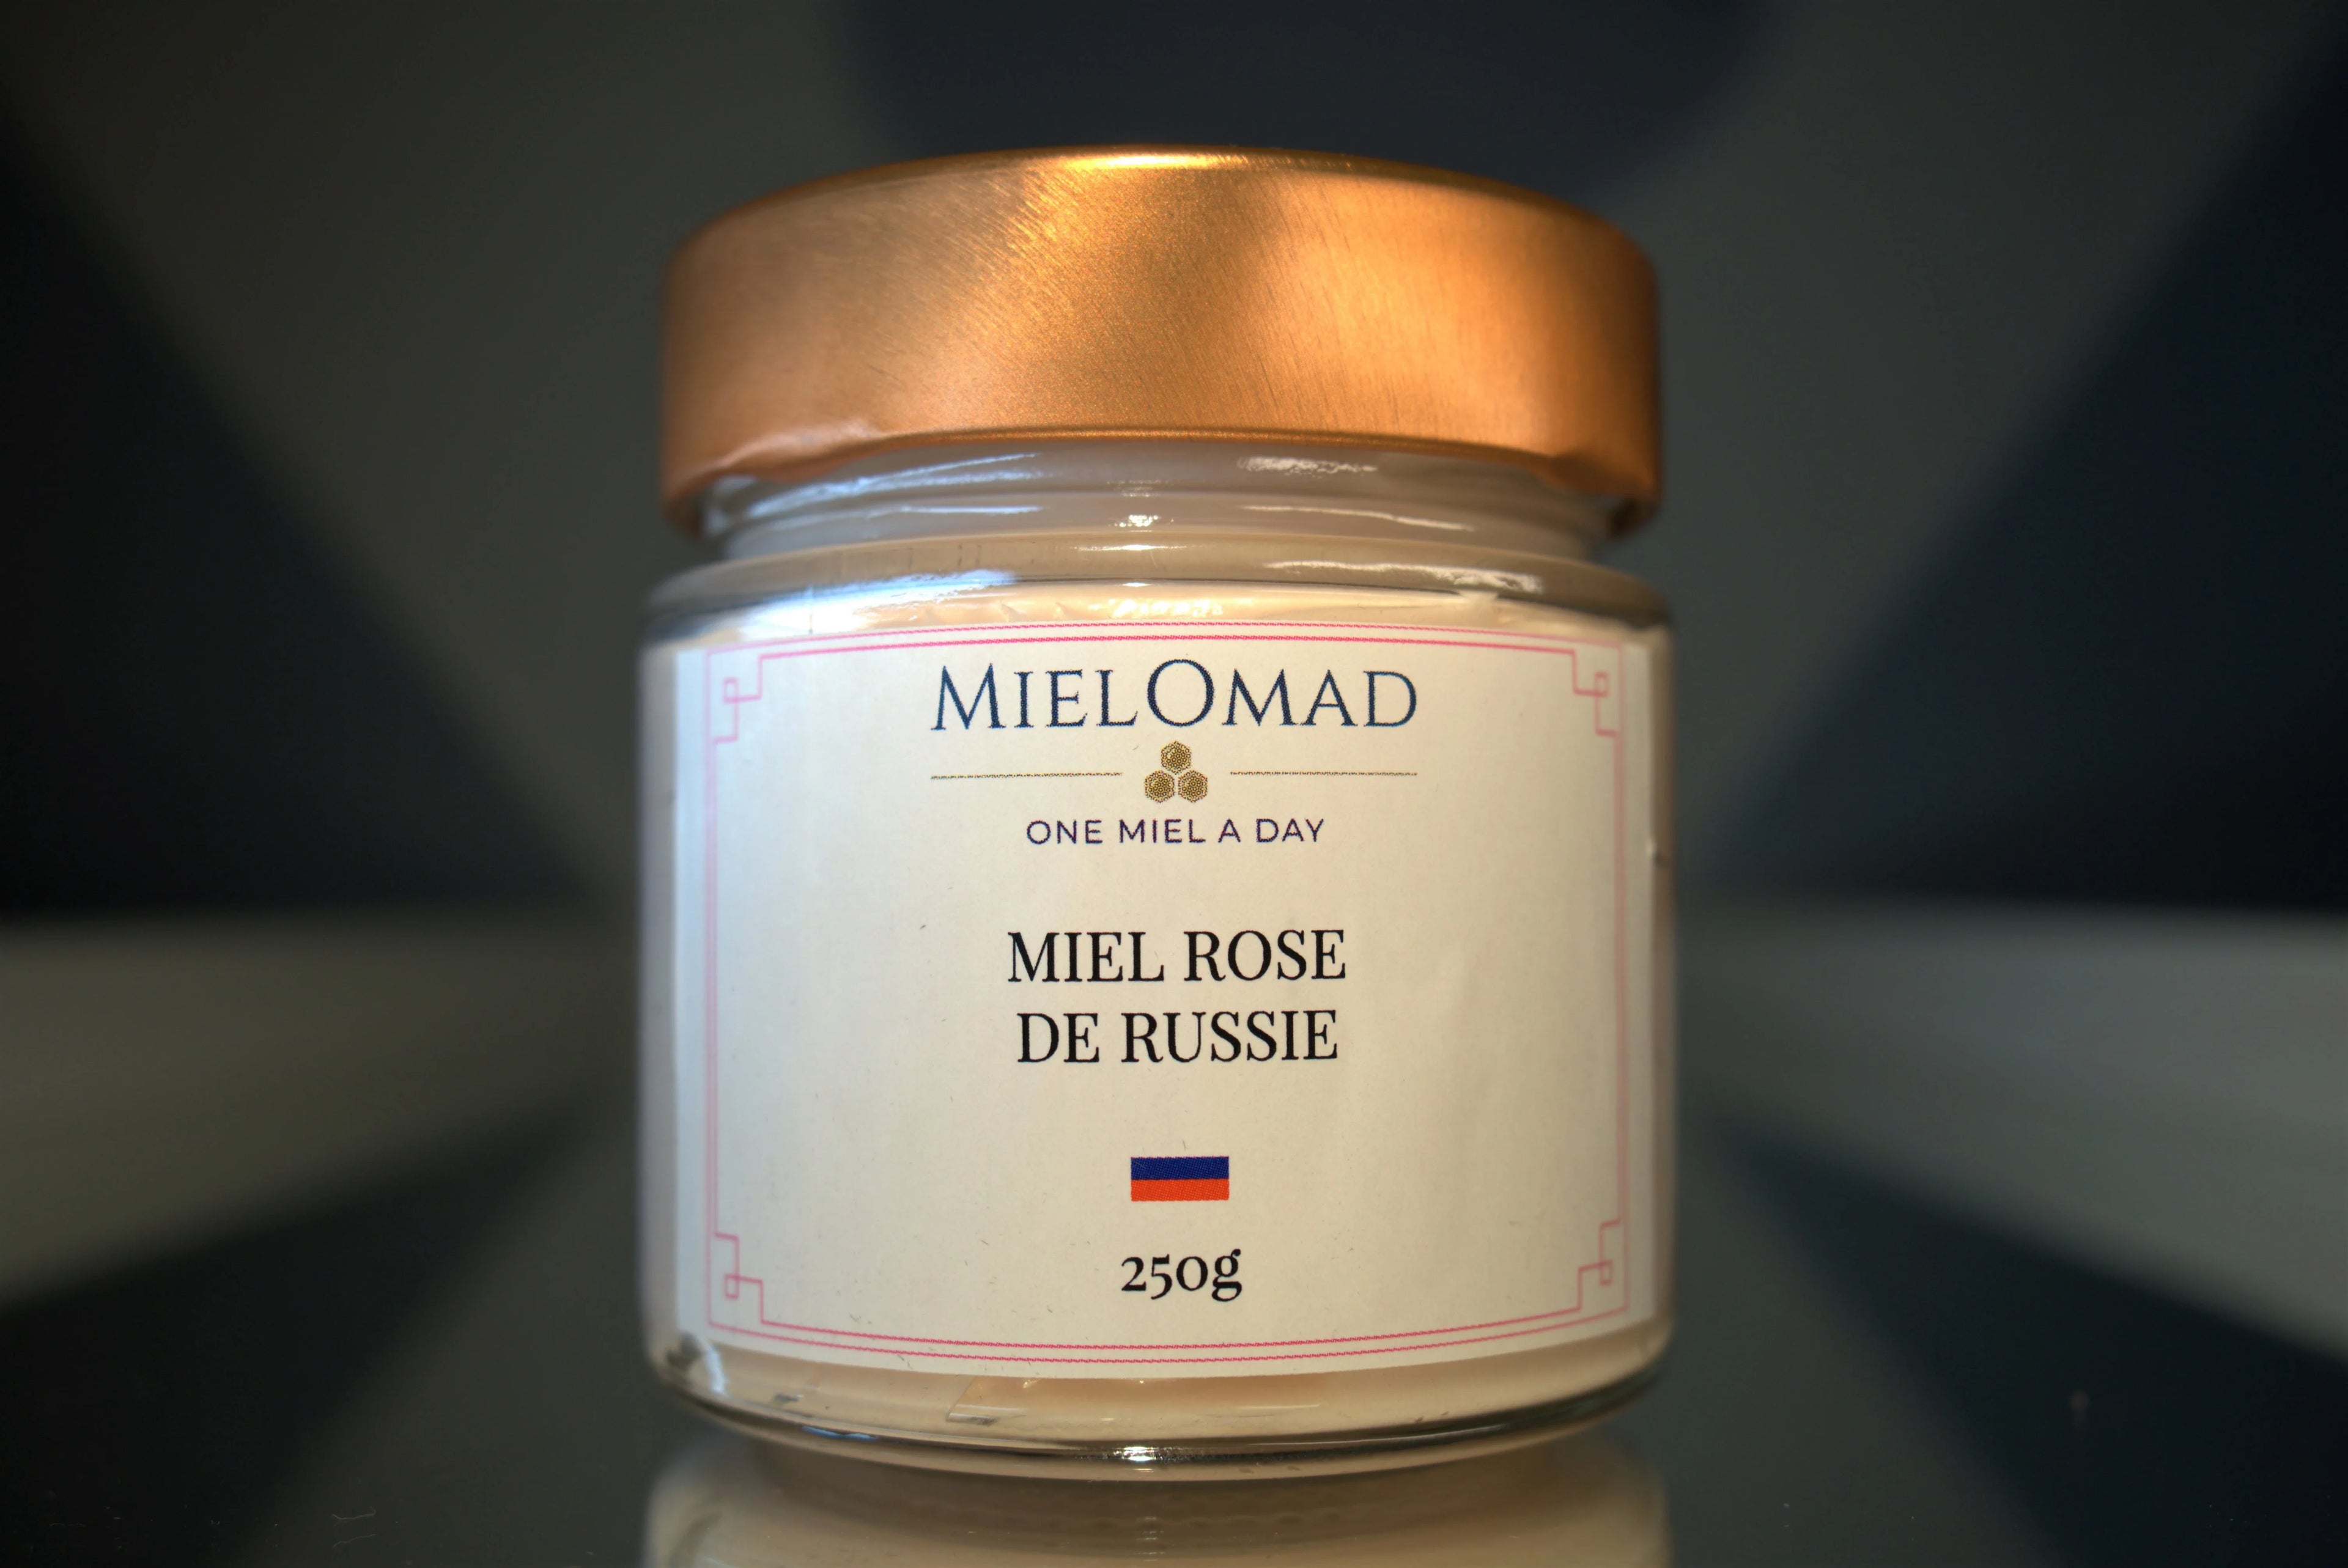 MIELOMAD
ONE MIEL A DAY
MIEL ROSE
DE RUSSIE
250g